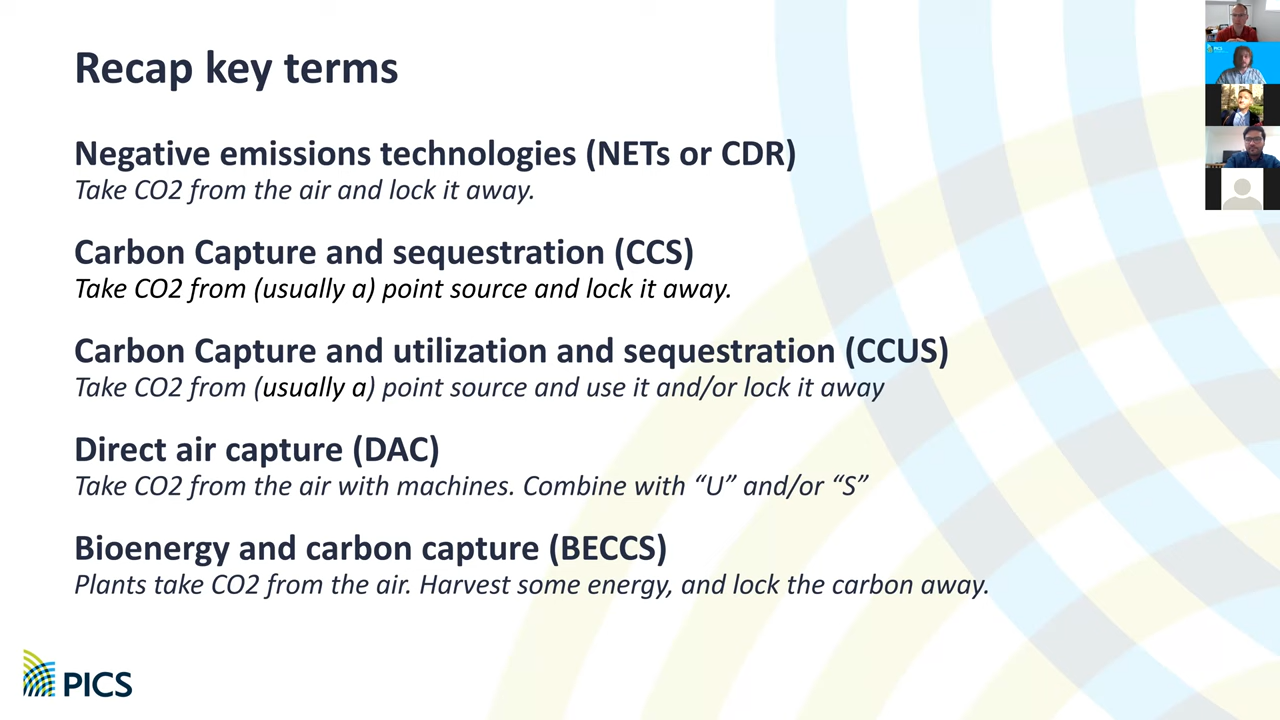 Recap key terms
Negative emissions technologies (NETs or CDR)
Take CO2 from the air and lock it away.
Carbon Capture and sequestration (CCS)
Take CO2 from (usually a) point source and lock it away.
Carbon Capture and utilization and sequestration (CCUS)
Take CO2 from (usually a) point source and use it and/or lock it away
Direct air capture (DAC)
Take CO2 from the air with machines. Combine with “U” and/or “S”
Bioenergy and carbon capture (BECCS)
Plants take CO2 from the air. Harvest some energy, and lock the carbon away.
PICS
PICS